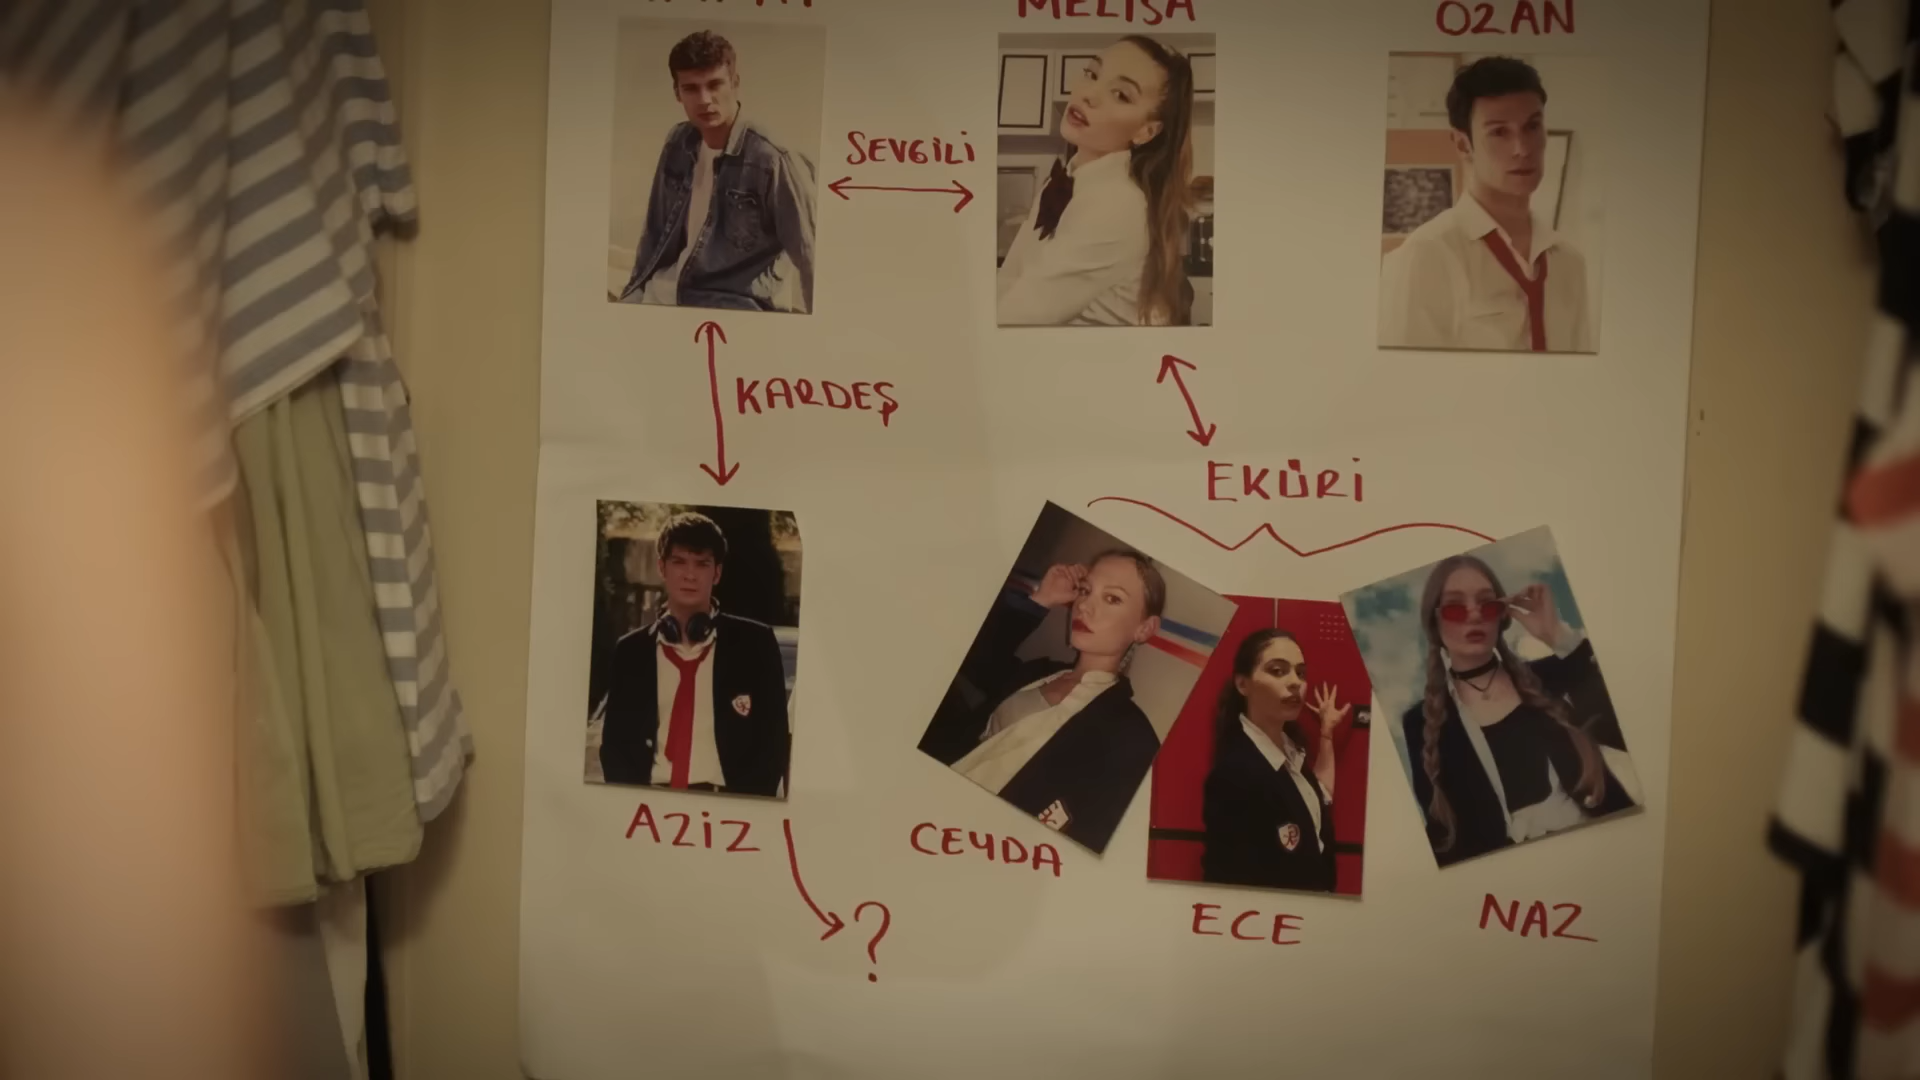 MELİSA
OZAN
SEVGİLİ
KARDEŞ
EKÜRİ
AZİZ
CEYDA
ECE
NAZ
?